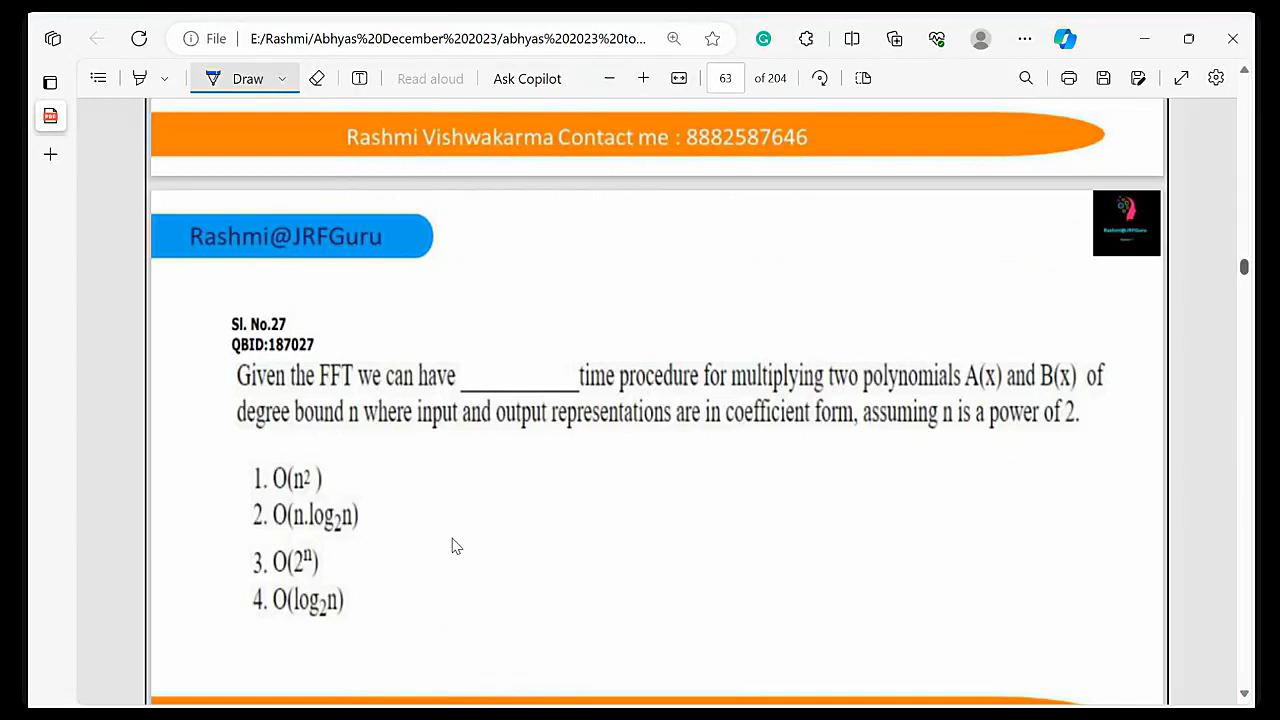 File E:/Rashmi/Abhyas%20December%202023/abhyas%202023%20to...
Draw Read aloud Ask Copilot 63 of 204
Rashmi Vishwakarma Contact me : 8882587646
Rashmi@JRFGuru
Sl. No.27
QBID:187027
Given the FFT we can have ____________time procedure for multiplying two polynomials A(x) and B(x) of
degree bound n where input and output representations are in coefficient form, assuming n is a power of 2.
1. O(n2 )
2. O(n.log2n)
3. O(2n)
4. O(log2n)